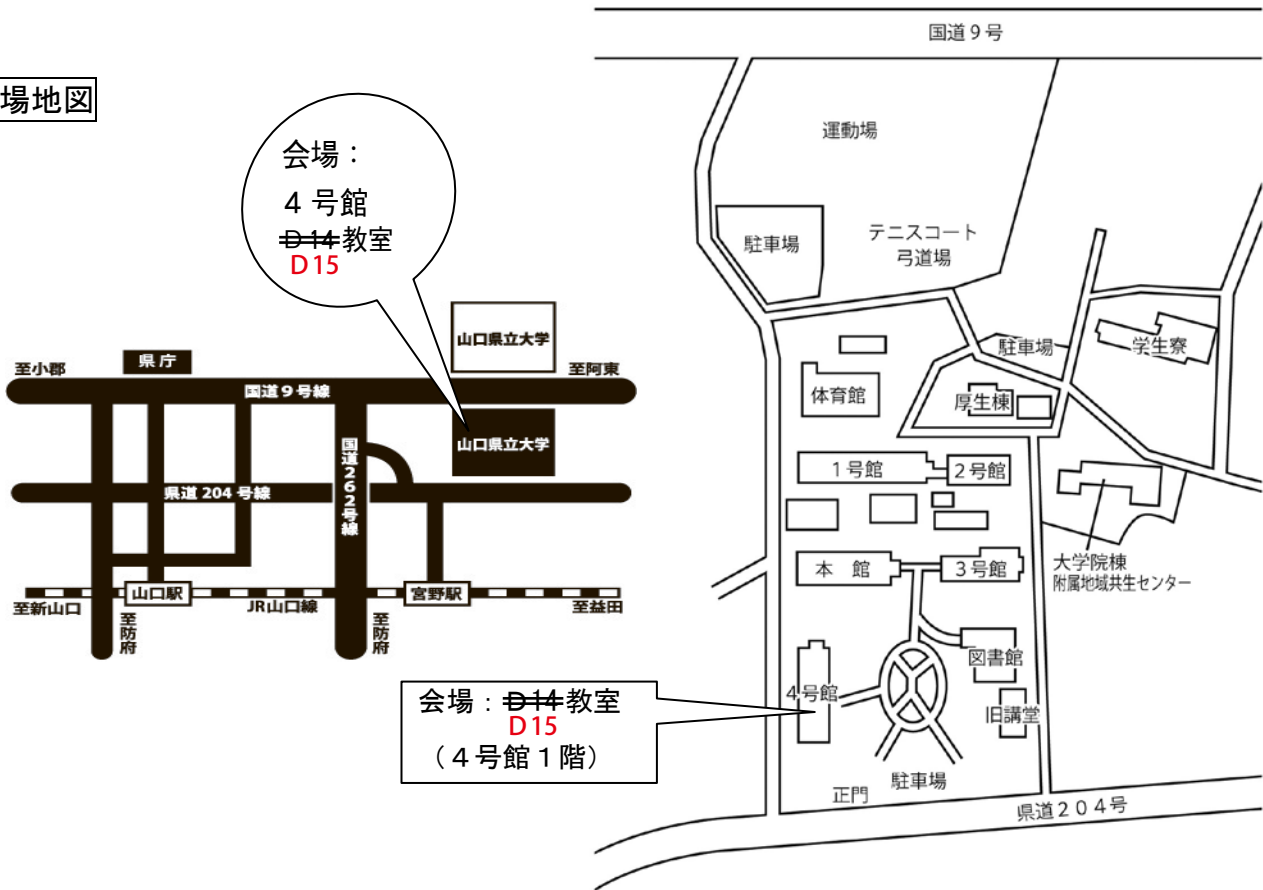 場地図
会場：
４号館
D14教室
D15
山口県立大学
至小郡
県庁
至阿東
国道９号線
山口県立大学
国道262号線
県道 204 号線
山口駅
宮野駅
至新山口
JR山口線
至益田
至防府
至防府
国道９号
運動場
駐車場
テニスコート
弓道場
駐車場
学生寮
体育館
厚生棟
１号館
２号館
本　館
３号館
大学院棟
附属地域共生センター
図書館
４号館
旧講堂
会場：D14教室
D15
（４号館１階）
駐車場
正門
県道２０４号